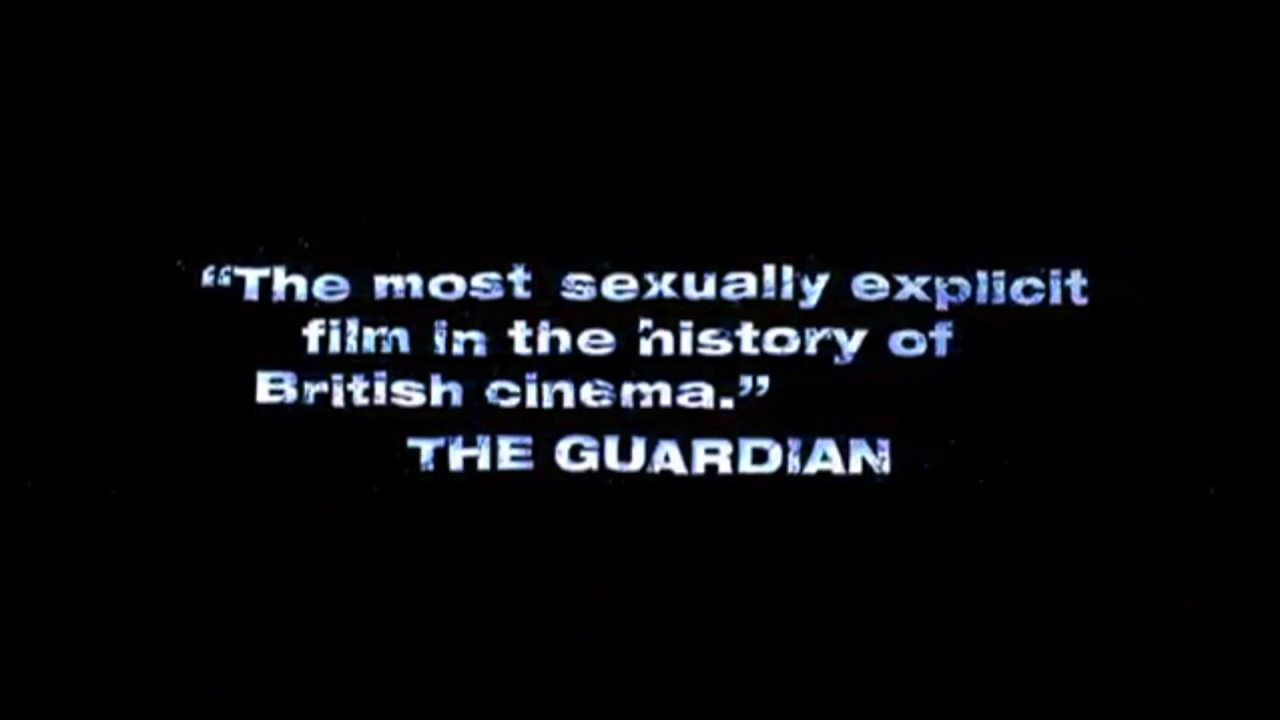 “The most sexually explicit
film in the history of
British cinema.”
THE GUARDIAN